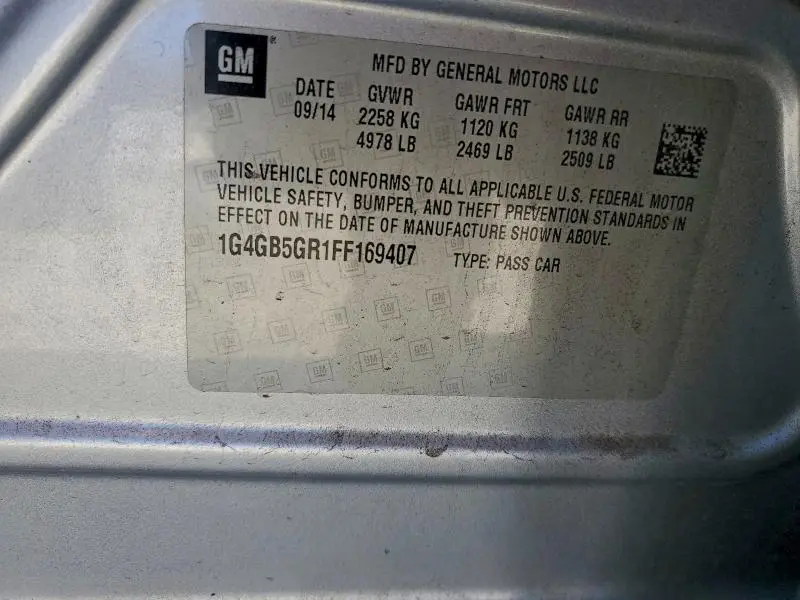 GM
MFD BY GENERAL MOTORS LLC
DATE GVWR GAWR FRT GAWR RR
09/14 2258 KG 1120 KG 1138 KG
4978 LB 2469 LB 2509 LB
THIS VEHICLE CONFORMS TO ALL APPLICABLE U.S. FEDERAL MOTOR
VEHICLE SAFETY, BUMPER, AND THEFT PREVENTION STANDARDS IN
EFFECT ON THE DATE OF MANUFACTURE SHOWN ABOVE.
1G4GB5GR1FF169407 TYPE: PASS CAR